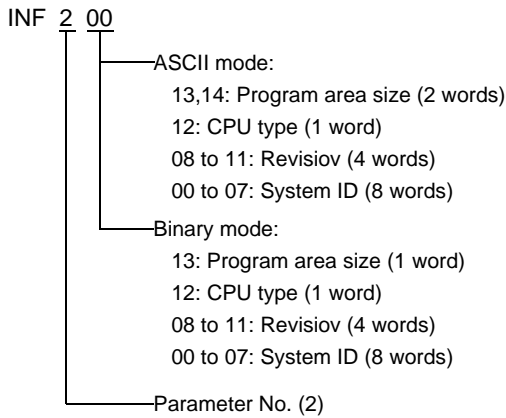 INF 2 00
ASCII mode:
13,14: Program area size (2 words)
12: CPU type (1 word)
08 to 11: Revisiov (4 words)
00 to 07: System ID (8 words)
Binary mode:
13: Program area size (1 word)
12: CPU type (1 word)
08 to 11: Revisiov (4 words)
00 to 07: System ID (8 words)
Parameter No. (2)